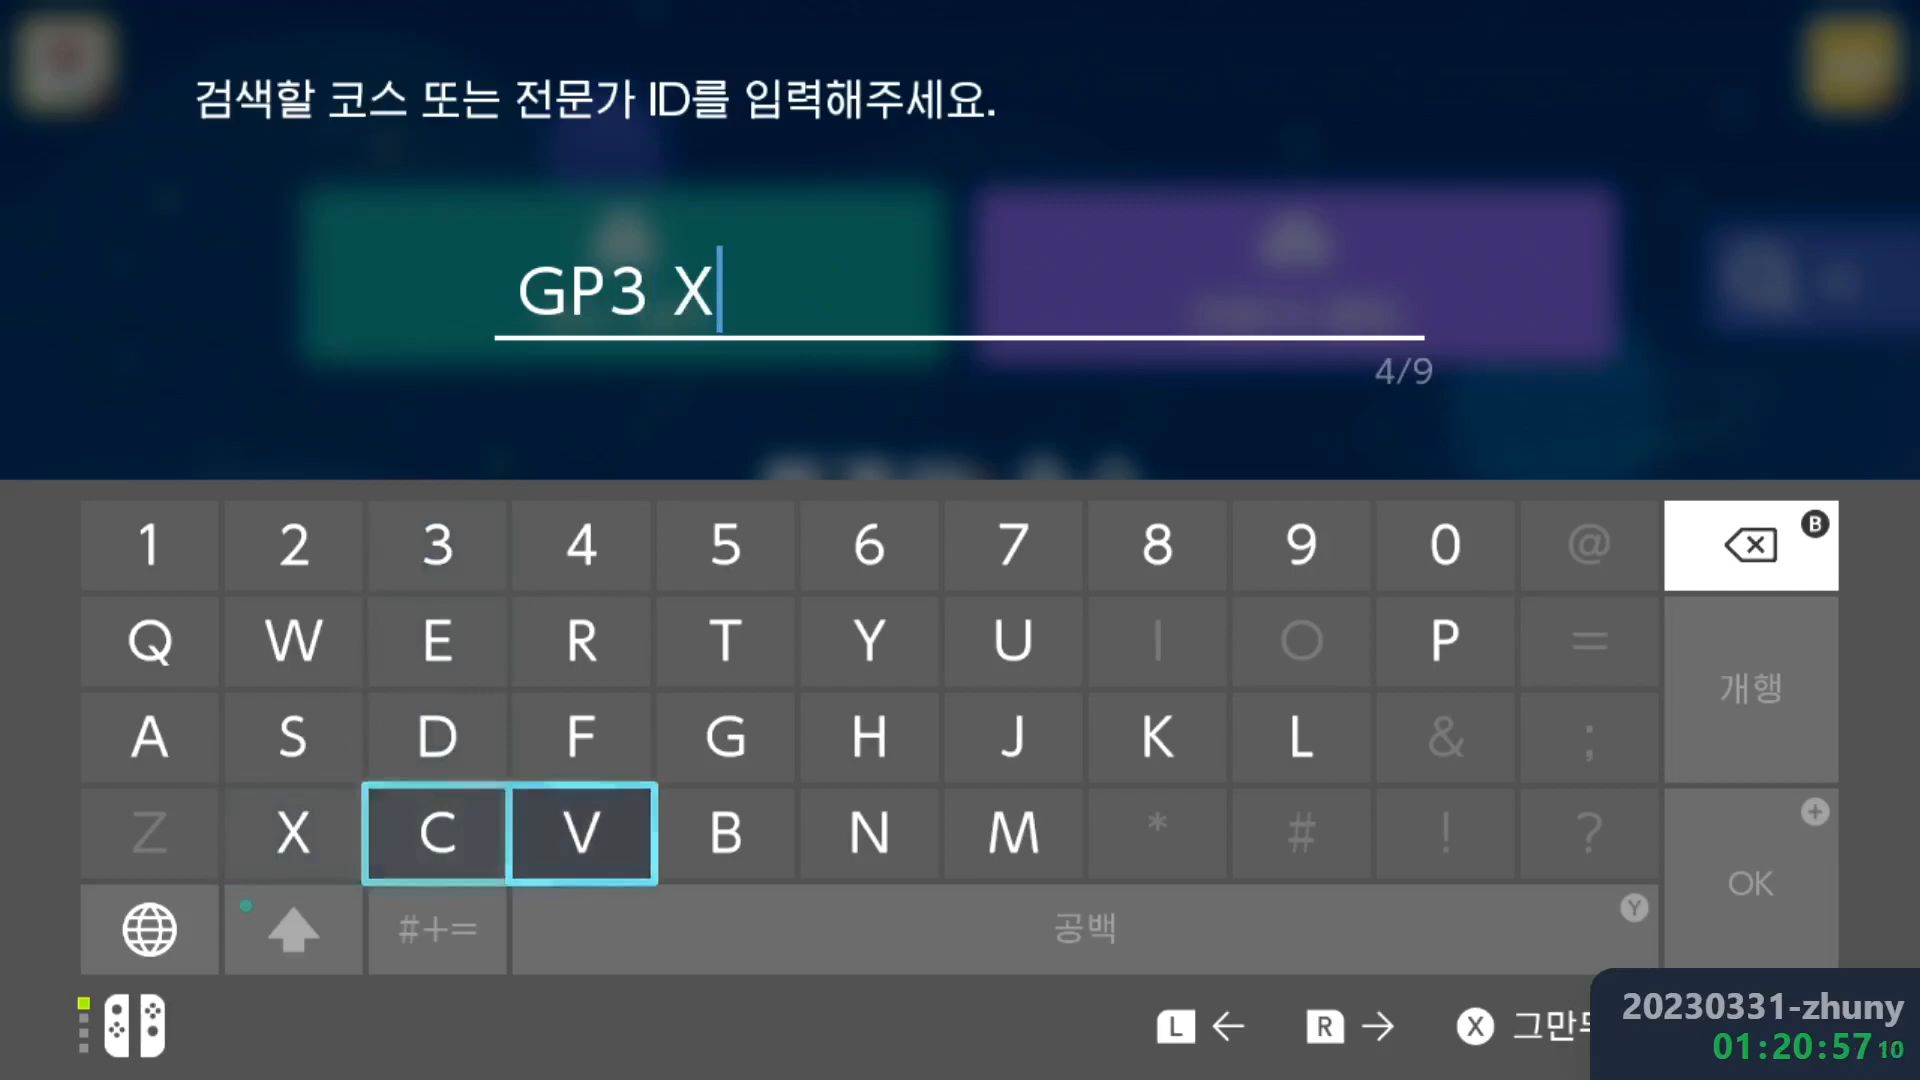 검색할 코스 또는 전문가 ID를 입력해주세요.
GP3 X
4/9
1 2 3 4 5 6 7 8 9 0 @ B
Q W E R T Y U I O P =
개행
A S D F G H J K L & ;
Z X C V B N M * # ! ?
+
OK
#+= 공백 Y
L ← R → X 그만
20230331-zhuny
01:20:57 10